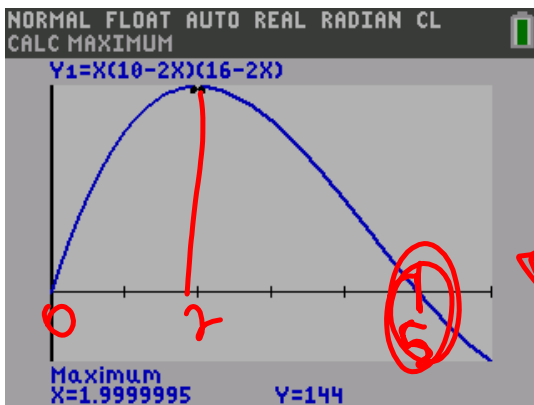 NORMAL FLOAT AUTO REAL RADIAN CL
CALC MAXIMUM
Y1=X(10-2X)(16-2X)
0 2 5
Maximum
X=1.9999995 Y=144